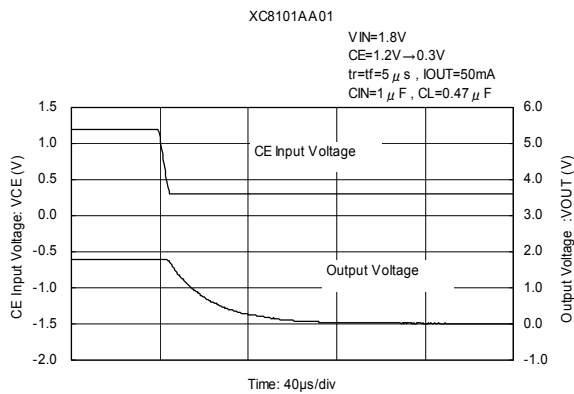 XC8101AA01
VIN=1.8V
CE=1.2V→0.3V
tr=tf=5μs , IOUT=50mA
CIN=1μF , CL=0.47μF
CE Input Voltage: VCE (V)
1.5
1.0
0.5
0.0
-0.5
-1.0
-1.5
-2.0
CE Input Voltage
Output Voltage
6.0
5.0
4.0
3.0
2.0
1.0
0.0
-1.0
Output Voltage :VOUT (V)
Time: 40μs/div